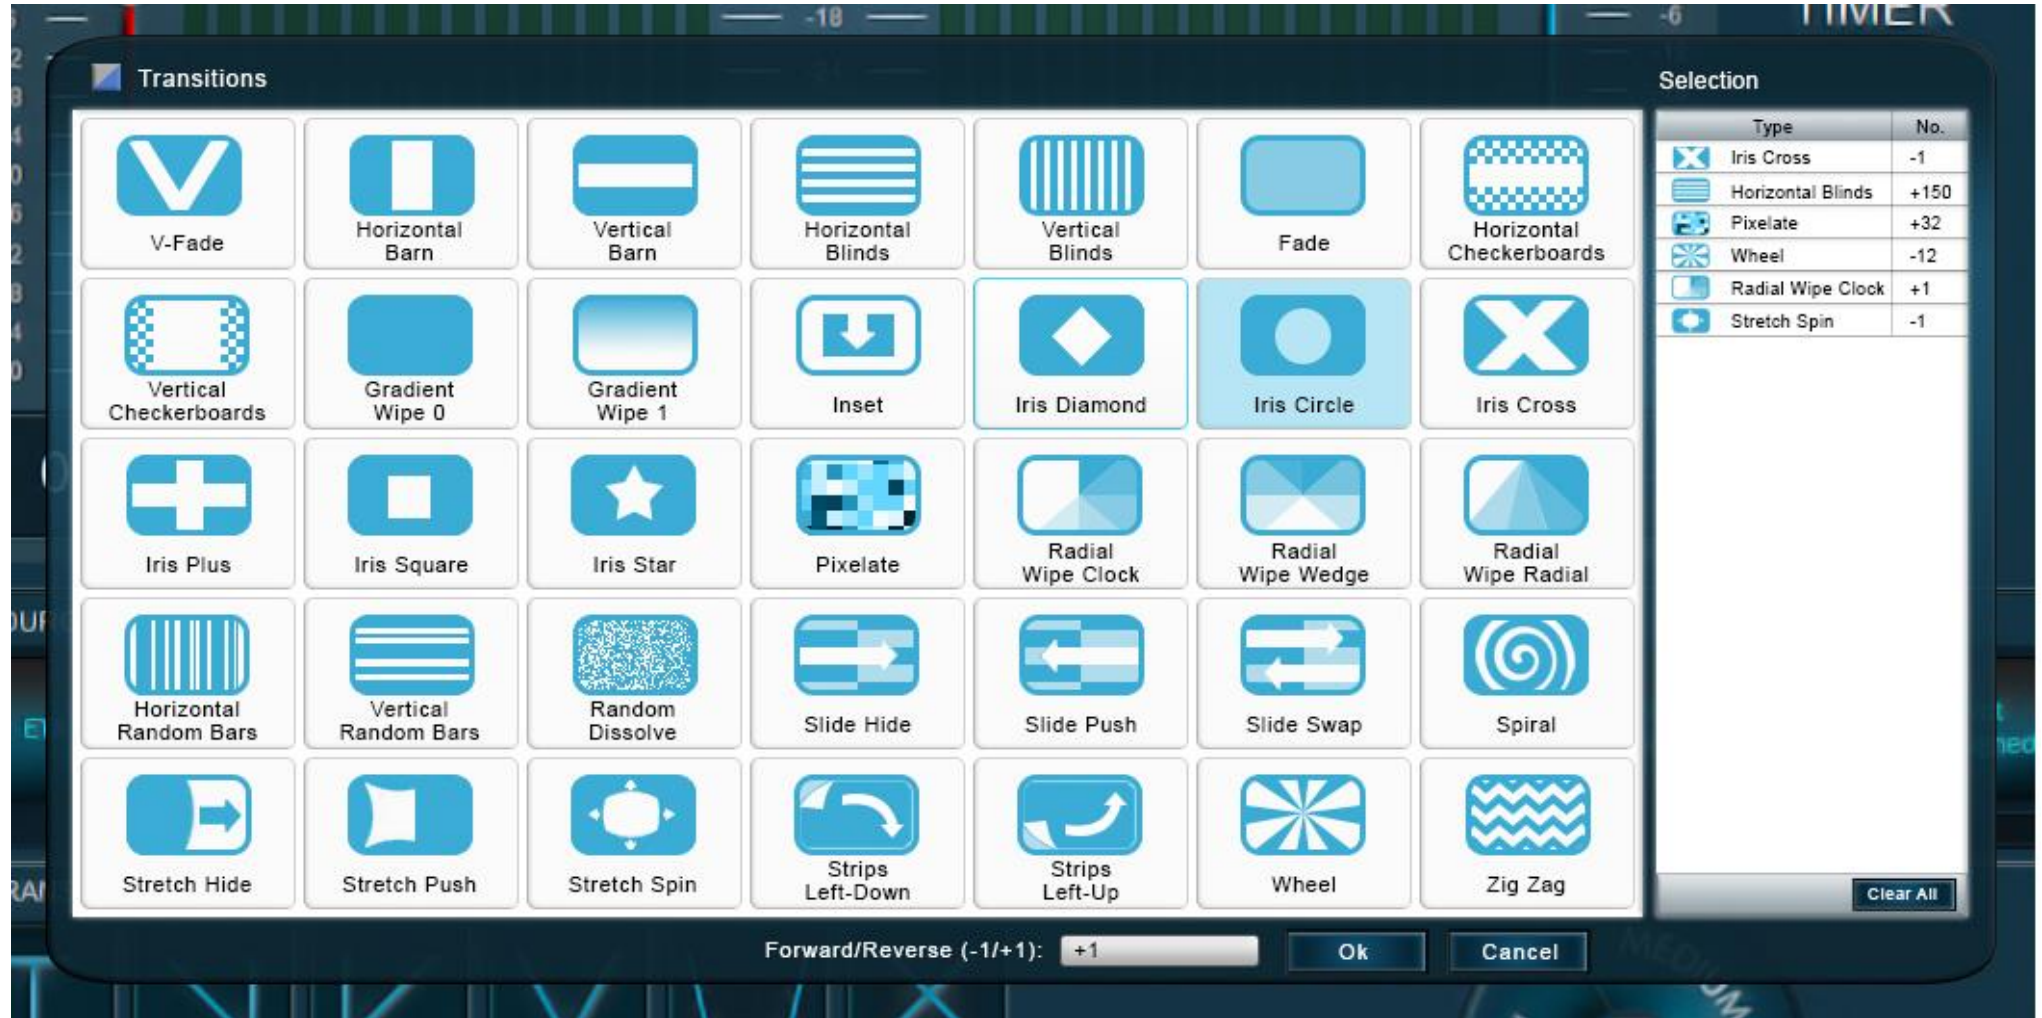 -18
-6
TIMER
Transitions
Selection
V-Fade
Horizontal
Barn
Vertical
Barn
Horizontal
Blinds
Vertical
Blinds
Fade
Horizontal
Checkerboards
Vertical
Checkerboards
Gradient
Wipe 0
Gradient
Wipe 1
Inset
Iris Diamond
Iris Circle
Iris Cross
Iris Plus
Iris Square
Iris Star
Pixelate
Radial
Wipe Clock
Radial
Wipe Wedge
Radial
Wipe Radial
Horizontal
Random Bars
Vertical
Random Bars
Random
Dissolve
Slide Hide
Slide Push
Slide Swap
Spiral
Stretch Hide
Stretch Push
Stretch Spin
Strips
Left-Down
Strips
Left-Up
Wheel
Zig Zag
Type No.
Iris Cross -1
Horizontal Blinds +150
Pixelate +32
Wheel -12
Radial Wipe Clock +1
Stretch Spin -1
Clear All
Forward/Reverse (-1/+1): +1
Ok
Cancel
MEDIUM